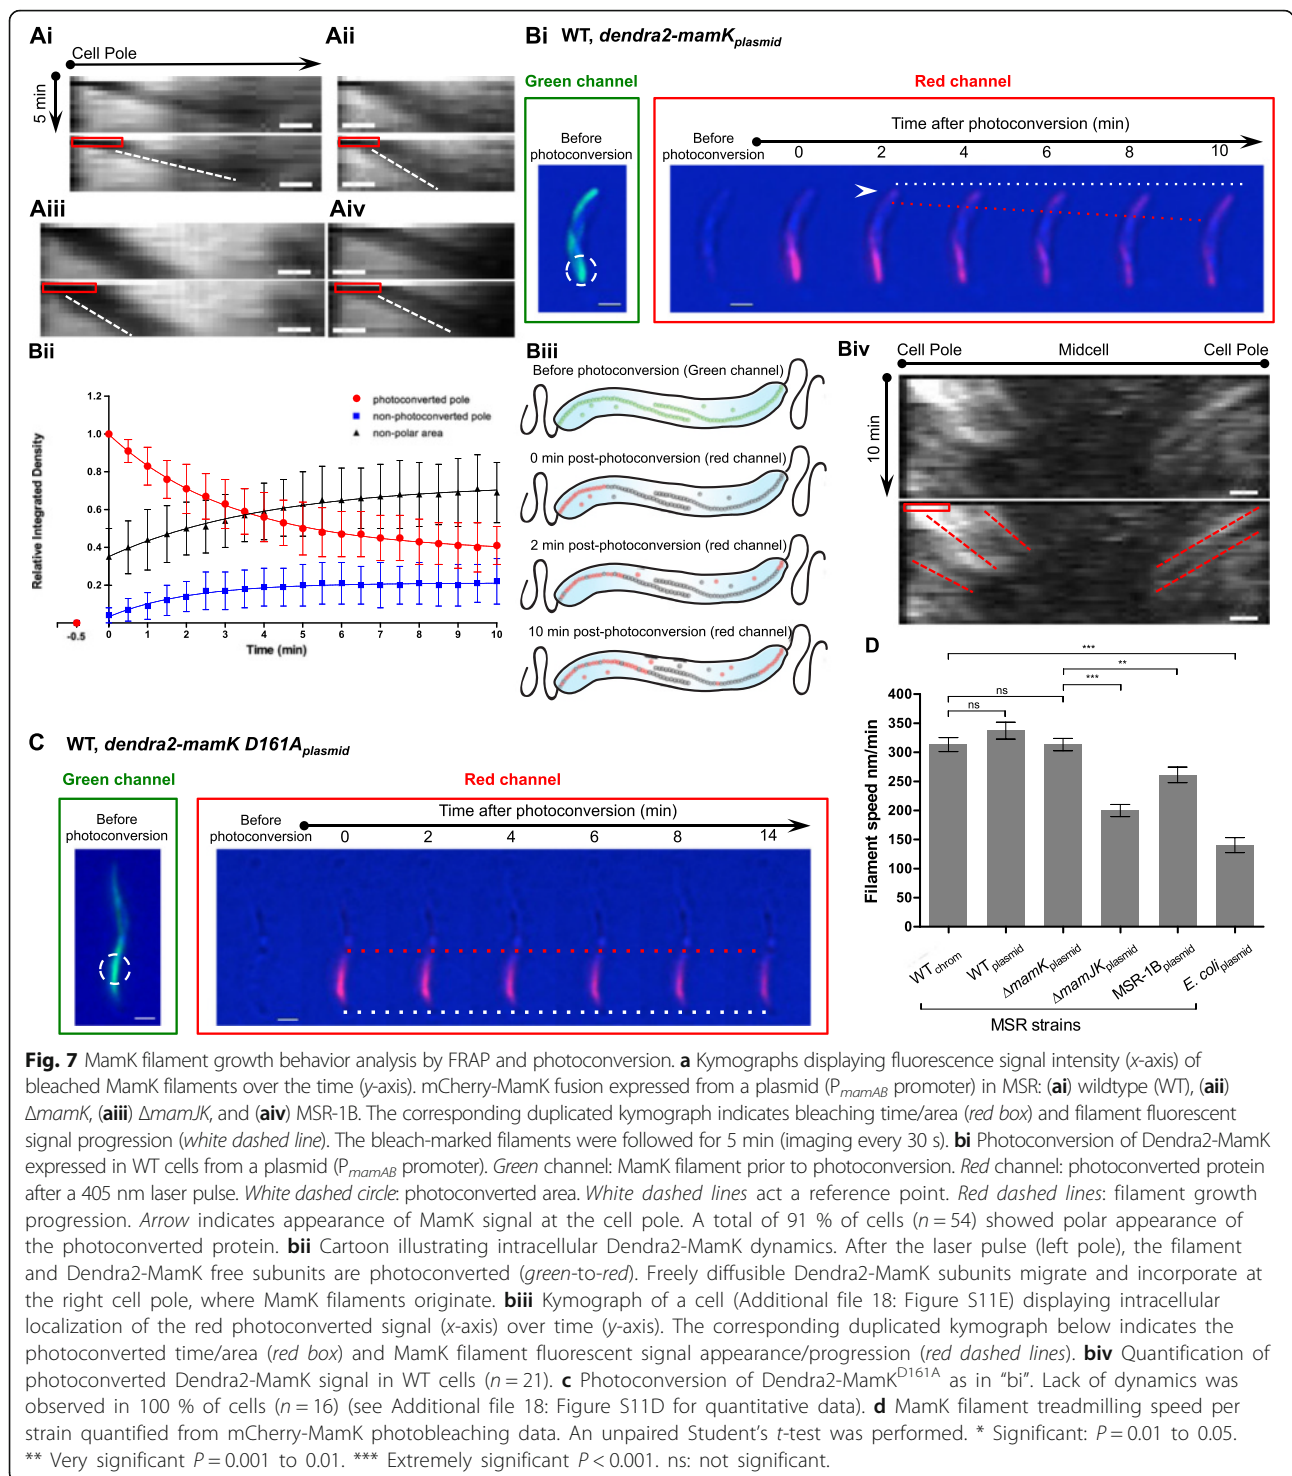 Ai
Cell Pole
5 min
Aii
Aiii
Aiv
Bi WT, dendra2-mamKplasmid
Green channel
Red channel
Before
photoconversion
Before
photoconversion
Time after photoconversion (min)
0 2 4 6 8 10
Bii
Relative Integrated Density
1.2
1.0
0.8
0.6
0.4
0.2
photoconverted pole
non-photoconverted pole
non-polar area
-0.5 0 1 2 3 4 5 6 7 8 9 10
Time (min)
Biii
Before photoconversion (Green channel)
0 min post-photoconversion (red channel)
2 min post-photoconversion (red channel)
10 min post-photoconversion (red channel)
Biv
Cell Pole Midcell Cell Pole
10 min
C WT, dendra2-mamK D161Aplasmid
Green channel
Red channel
Before
photoconversion
Before
photoconversion
Time after photoconversion (min)
0 2 4 6 8 14
D
Filament speed nm/min
400
350
300
250
200
150
100
50
0
***
**
***
ns
ns
WTchrom
WTplasmid
ΔmamKplasmid
ΔmamJKplasmid
MSR-1Bplasmid
E. coliplasmid
MSR strains
Fig. 7 MamK filament growth behavior analysis by FRAP and photoconversion. a Kymographs displaying fluorescence signal intensity (x-axis) of
bleached MamK filaments over the time (y-axis). mCherry-MamK fusion expressed from a plasmid (PmamAB promoter) in MSR: (ai) wildtype (WT), (aii)
ΔmamK, (aiii) ΔmamJK, and (aiv) MSR-1B. The corresponding duplicated kymograph indicates bleaching time/area (red box) and filament fluorescent
signal progression (white dashed line). The bleach-marked filaments were followed for 5 min (imaging every 30 s). bi Photoconversion of Dendra2-MamK
expressed in WT cells from a plasmid (PmamAB promoter). Green channel: MamK filament prior to photoconversion. Red channel: photoconverted protein
after a 405 nm laser pulse. White dashed circle: photoconverted area. White dashed lines act a reference point. Red dashed lines: filament growth
progression. Arrow indicates appearance of MamK signal at the cell pole. A total of 91 % of cells (n = 54) showed polar appearance of
the photoconverted protein. bii Cartoon illustrating intracellular Dendra2-MamK dynamics. After the laser pulse (left pole), the filament
and Dendra2-MamK free subunits are photoconverted (green-to-red). Freely diffusible Dendra2-MamK subunits migrate and incorporate at
the right cell pole, where MamK filaments originate. biii Kymograph of a cell (Additional file 18: Figure S11E) displaying intracellular
localization of the red photoconverted signal (x-axis) over time (y-axis). The corresponding duplicated kymograph below indicates the
photoconverted time/area (red box) and MamK filament fluorescent signal appearance/progression (red dashed lines). biv Quantification of
photoconverted Dendra2-MamK signal in WT cells (n = 21). c Photoconversion of Dendra2-MamK^D161A as in “bi”. Lack of dynamics was
observed in 100 % of cells (n = 16) (see Additional file 18: Figure S11D for quantitative data). d MamK filament treadmilling speed per
strain quantified from mCherry-MamK photobleaching data. An unpaired Student’s t-test was performed. * Significant: P = 0.01 to 0.05.
** Very significant P = 0.001 to 0.01. *** Extremely significant P < 0.001. ns: not significant.